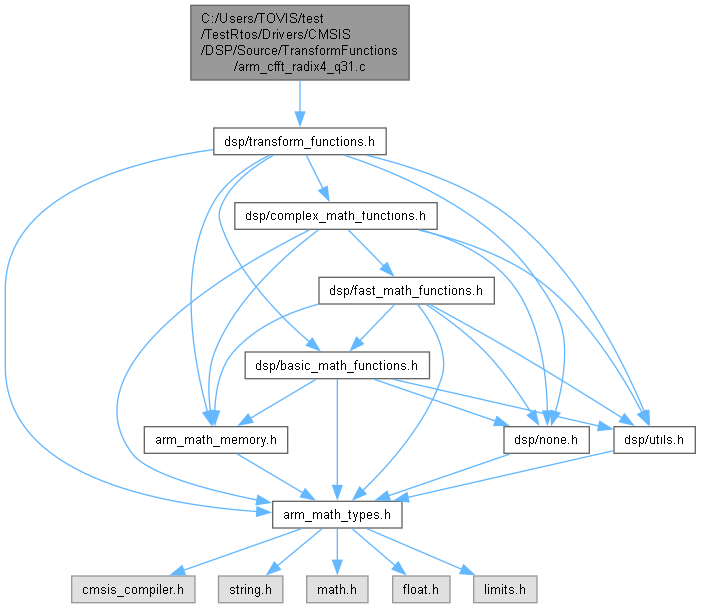 C:/Users/TOVIS/test
/TestRtos/Drivers/CMSIS
/DSP/Source/TransformFunctions
/arm_cfft_radix4_q31.c
dsp/transform_functions.h
dsp/complex_math_functions.h
dsp/fast_math_functions.h
dsp/basic_math_functions.h
arm_math_memory.h
dsp/none.h
dsp/utils.h
arm_math_types.h
cmsis_compiler.h
string.h
math.h
float.h
limits.h